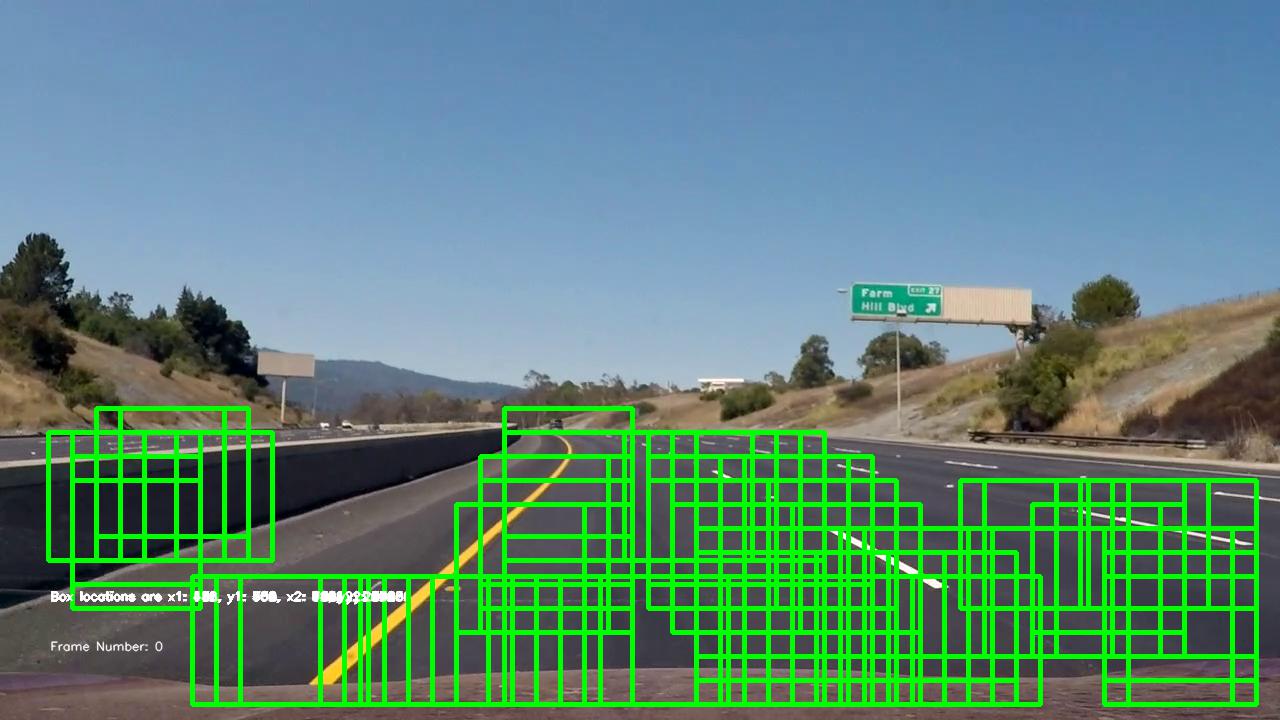 EXIT 27
Farm
Hill Blvd
Box locations are x1: y1: x2:
Frame Number: 0